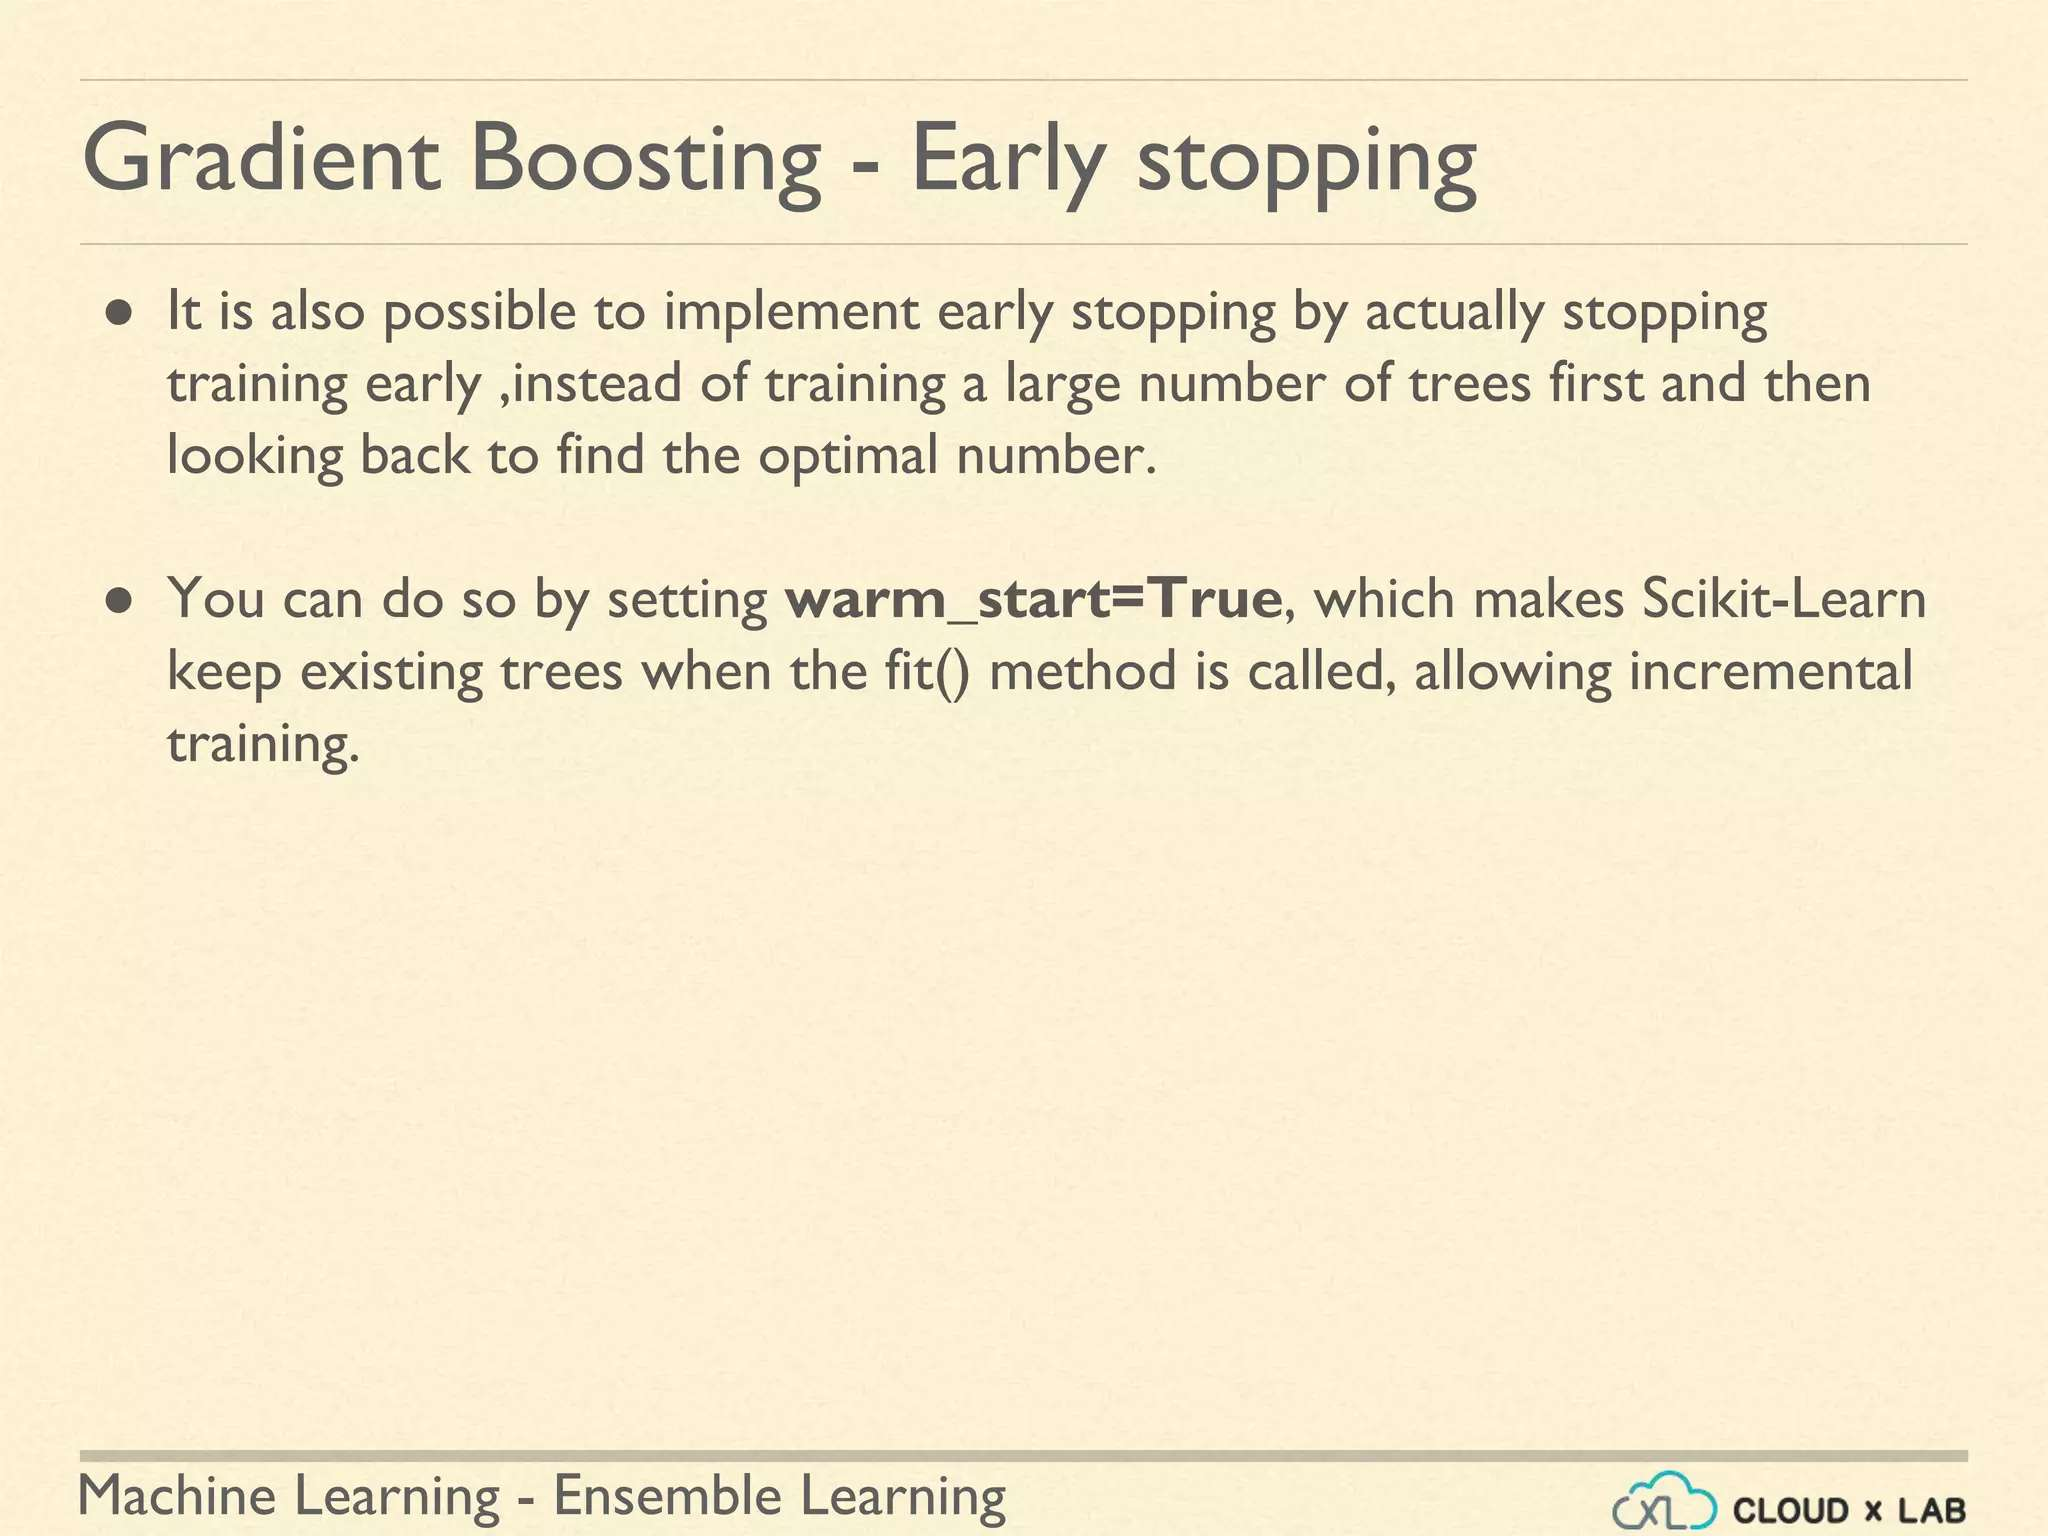 Gradient Boosting - Early stopping
● It is also possible to implement early stopping by actually stopping
training early ,instead of training a large number of trees first and then
looking back to find the optimal number.
● You can do so by setting warm_start=True, which makes Scikit-Learn
keep existing trees when the fit() method is called, allowing incremental
training.
Machine Learning - Ensemble Learning
CXL CLOUD x LAB